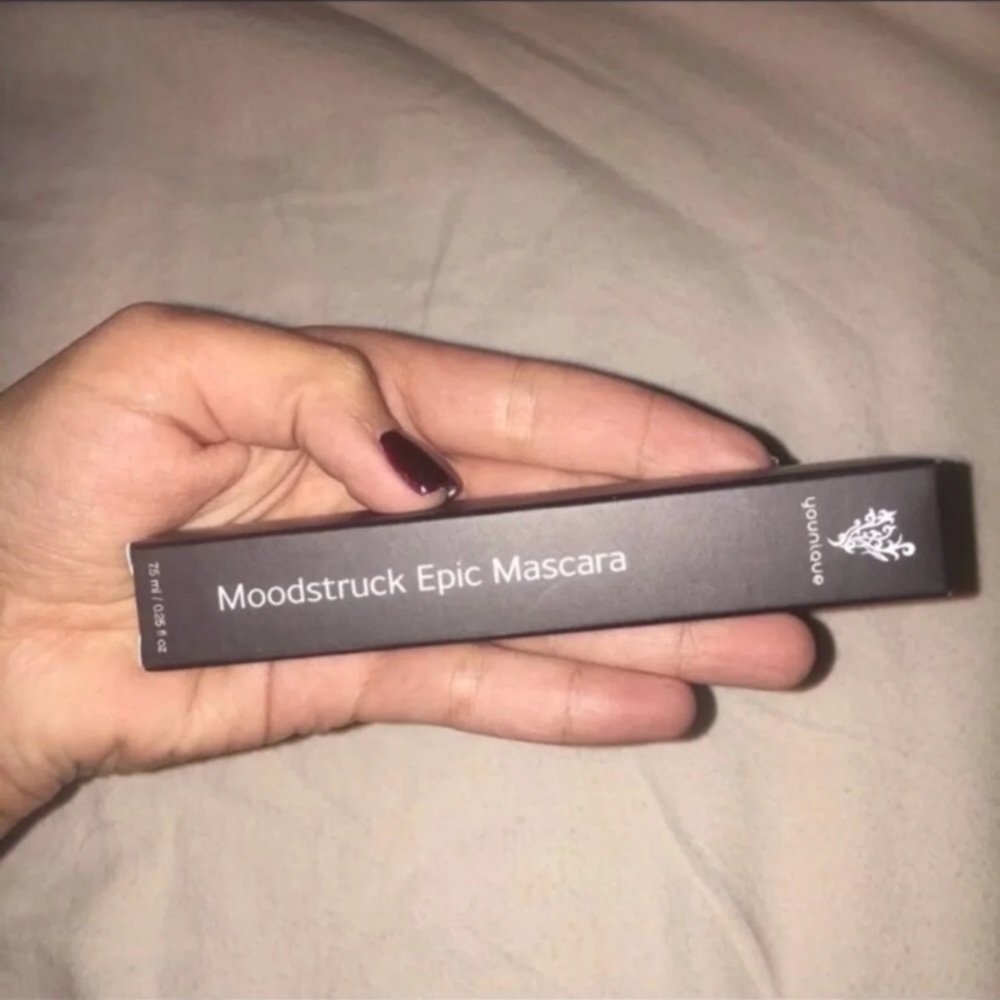 Moodstruck Epic Mascara
younique
7.5 ml / 0.25 fl oz